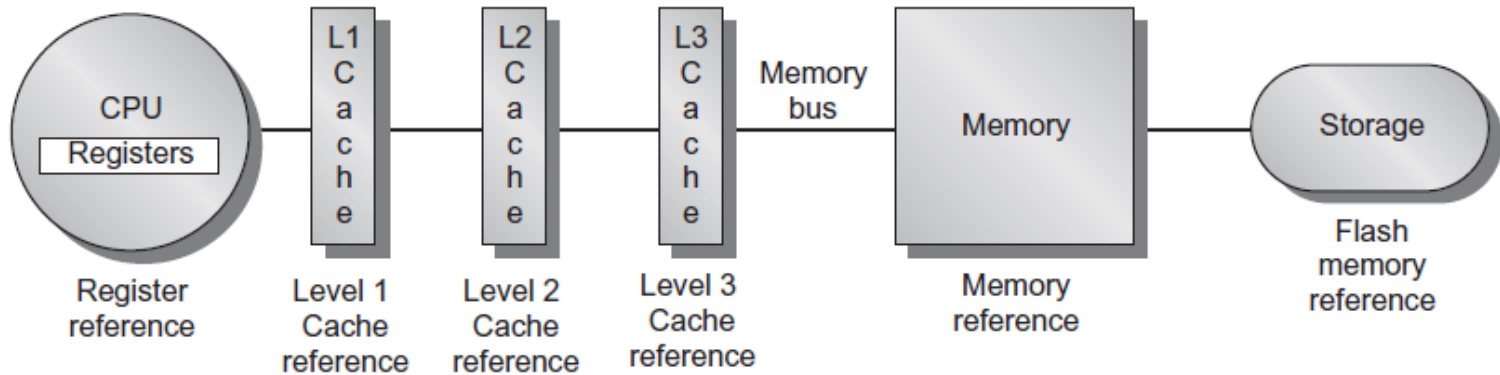 CPU
Registers
L1
C
a
c
h
e
L2
C
a
c
h
e
L3
C
a
c
h
e
Memory
bus
Memory
Storage
Register
reference
Level 1
Cache
reference
Level 2
Cache
reference
Level 3
Cache
reference
Memory
reference
Flash
memory
reference